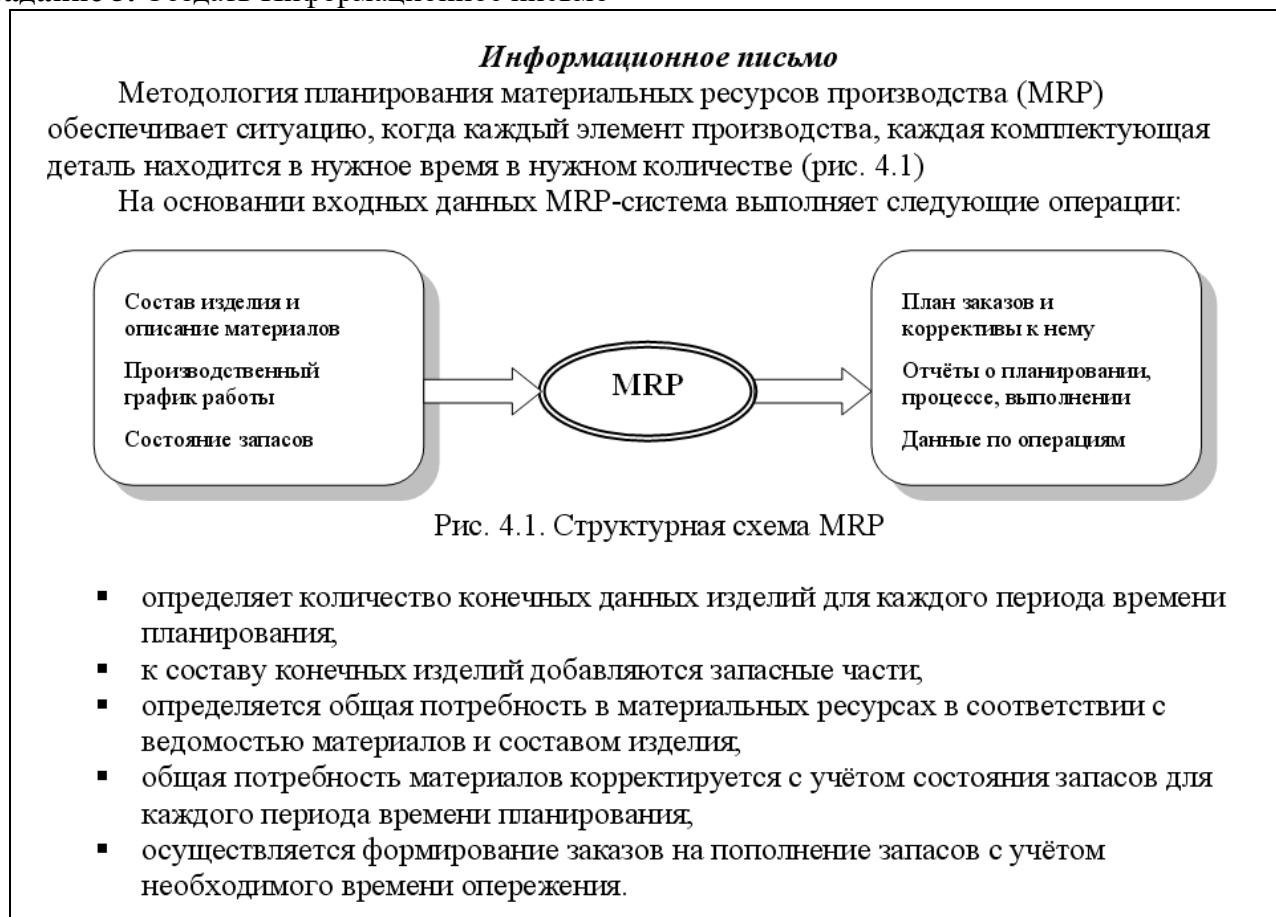 Информационное письмо
Методология планирования материальных ресурсов производства (MRP)
обеспечивает ситуацию, когда каждый элемент производства, каждая комплектующая
деталь находится в нужное время в нужном количестве (рис. 4.1)
На основании входных данных MRP-система выполняет следующие операции:
Состав изделия и
описание материалов
Производственный
график работы
Состояние запасов
MRP
План заказов и
коррективы к нему
Отчёты о планировании,
процессе, выполнении
Данные по операциям
Рис. 4.1. Структурная схема MRP
▪ определяет количество конечных данных изделий для каждого периода времени
планирования;
▪ к составу конечных изделий добавляются запасные части;
▪ определяется общая потребность в материальных ресурсах в соответствии с
ведомостью материалов и составом изделия;
▪ общая потребность материалов корректируется с учётом состояния запасов для
каждого периода времени планирования;
▪ осуществляется формирование заказов на пополнение запасов с учётом
необходимого времени опережения.